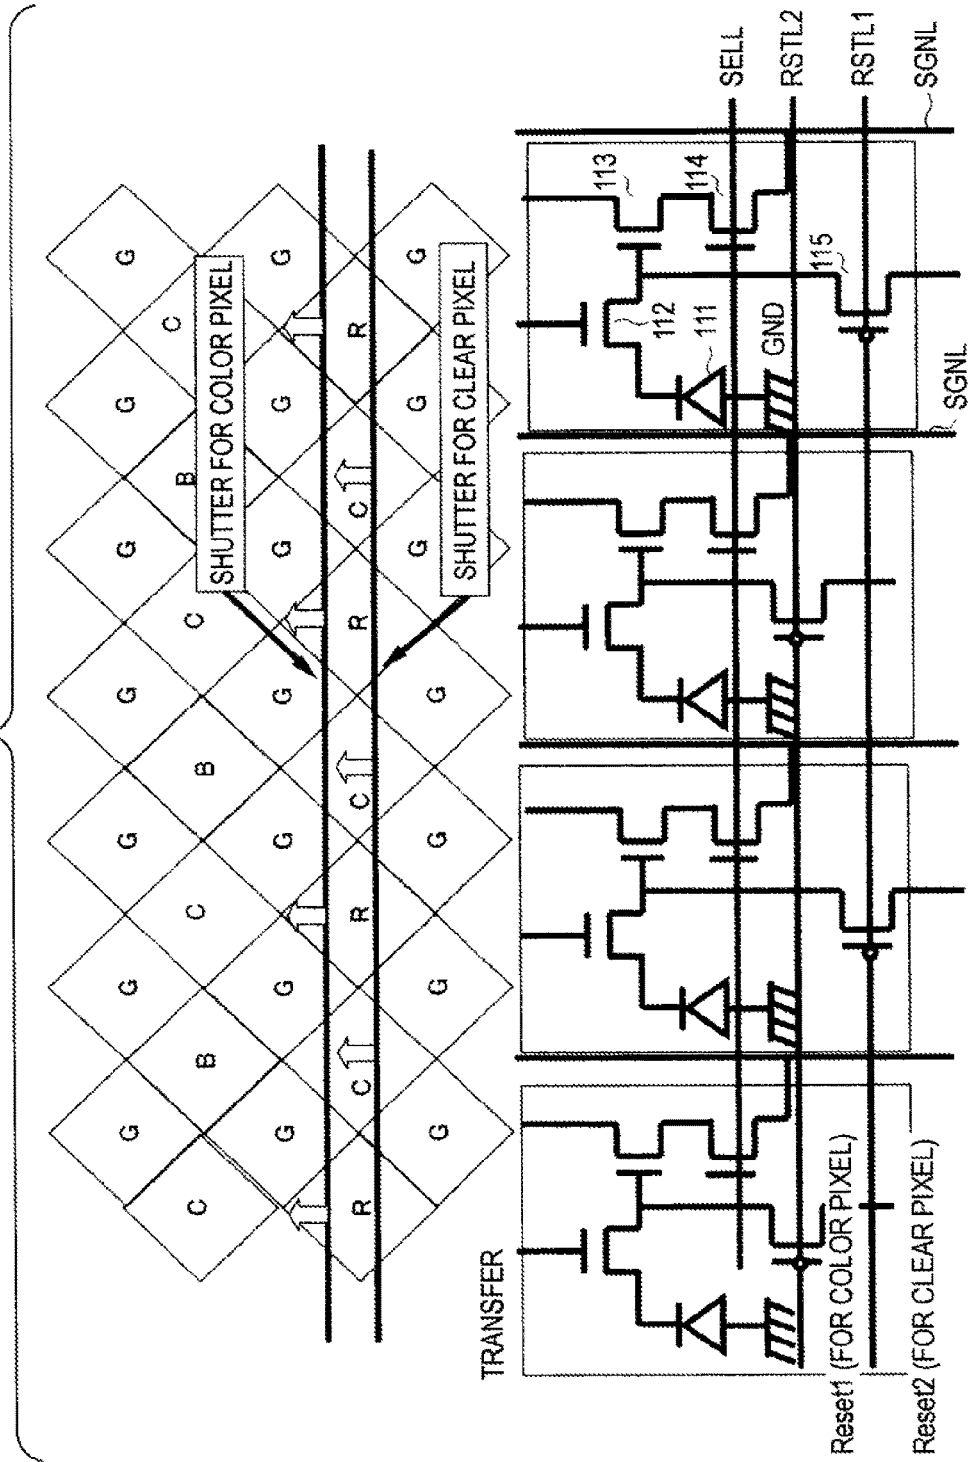 G G G G G G G
C B C B C B C
SHUTTER FOR COLOR PIXEL
G G G G G G G
R C R C R C R
G G G G G G G
SHUTTER FOR CLEAR PIXEL
TRANSFER
113
112
114
111
SELL
GND
RSTL2
115
RSTL1
Reset1 (FOR COLOR PIXEL)
Reset2 (FOR CLEAR PIXEL)
SGNL
SGNL